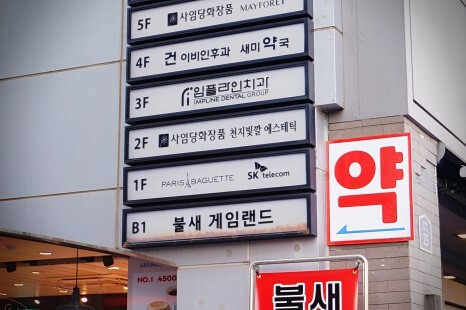 5F 사임당화장품 MAYFORET
4F 건이비인후과 새미약국
3F 임플라인치과
IMPLINE DENTAL GROUP
2F 사임당화장품 천지빛깔 에스테틱
1F PARIS BAGUETTE SK telecom
B1 불새 게임랜드
약
불새
NO.1 4500